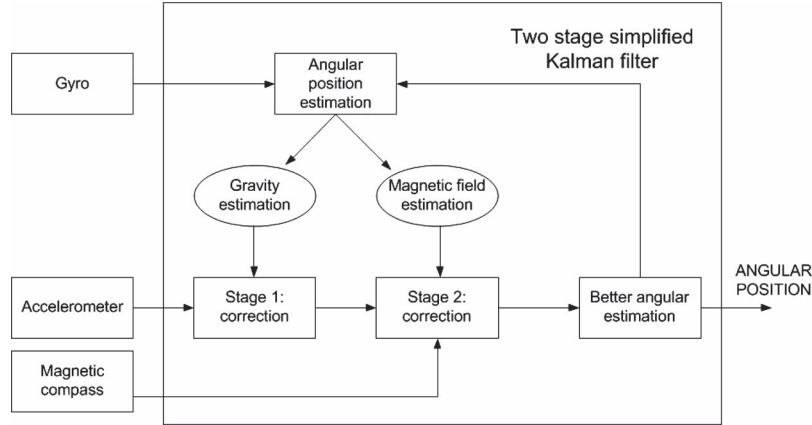 Two stage simplified
Kalman filter
Gyro
Angular
position
estimation
Gravity
estimation
Magnetic field
estimation
Accelerometer
Stage 1:
correction
Stage 2:
correction
Better angular
estimation
ANGULAR
POSITION
Magnetic
compass